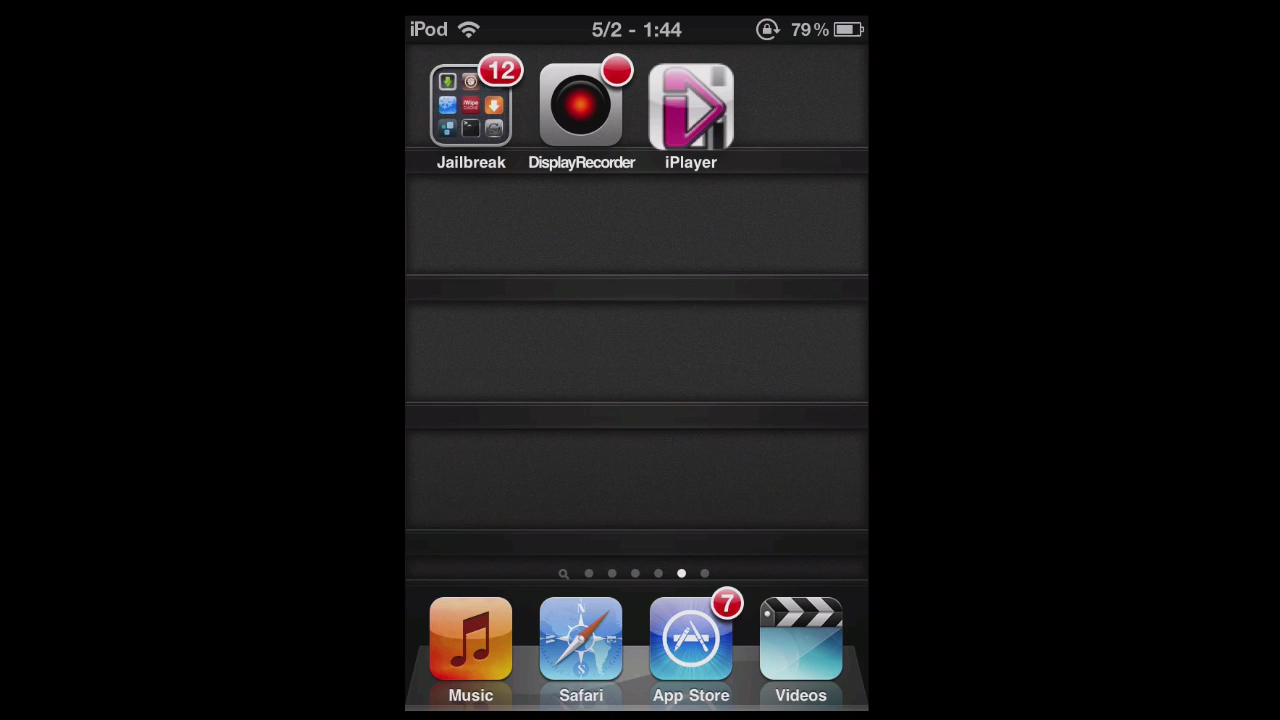 iPod 5/2 - 1:44 79%
12
Jailbreak DisplayRecorder iPlayer
7
Music Safari App Store Videos